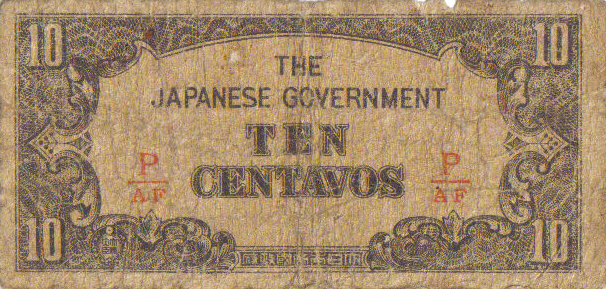 10 10
THE
JAPANESE GOVERNMENT
TEN
P P
CENTAVOS
AF AF
10 10